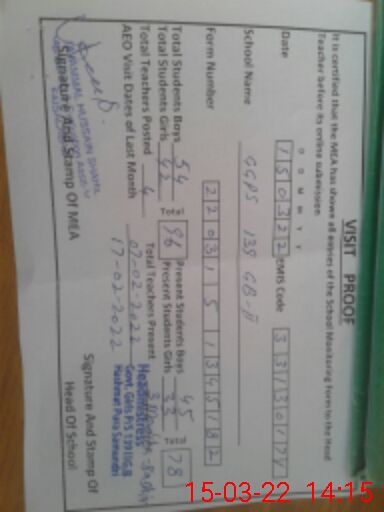 VISIT PROOF
It is certified that the MEA has shown all expires of the School Monitoring Form to the Head
Teacher before its online submission
D D M M Y Y
Date 1 5 0 3 2 2 EMIS Code 3 3 1 3 0 1 7
School Name GGPS 139 GB-II
Form Number 2 2 0 3 1 5 1 3 4 5 1 8 2
Total Students Boys 54 Total 96 Present Students Boys 45 78
Total Students Girls 42 Present Students Girls 33
Total Teachers Posted 4 Total Teachers Present
AEO Visit Dates of Last Month 07-02-2022
17-02-2022
Headmistress
Govt. Girls P/S 139 II G.B
Signature And Stamp Of MEA
Signature And Stamp Of
Head Of School
15-03-22 14:15